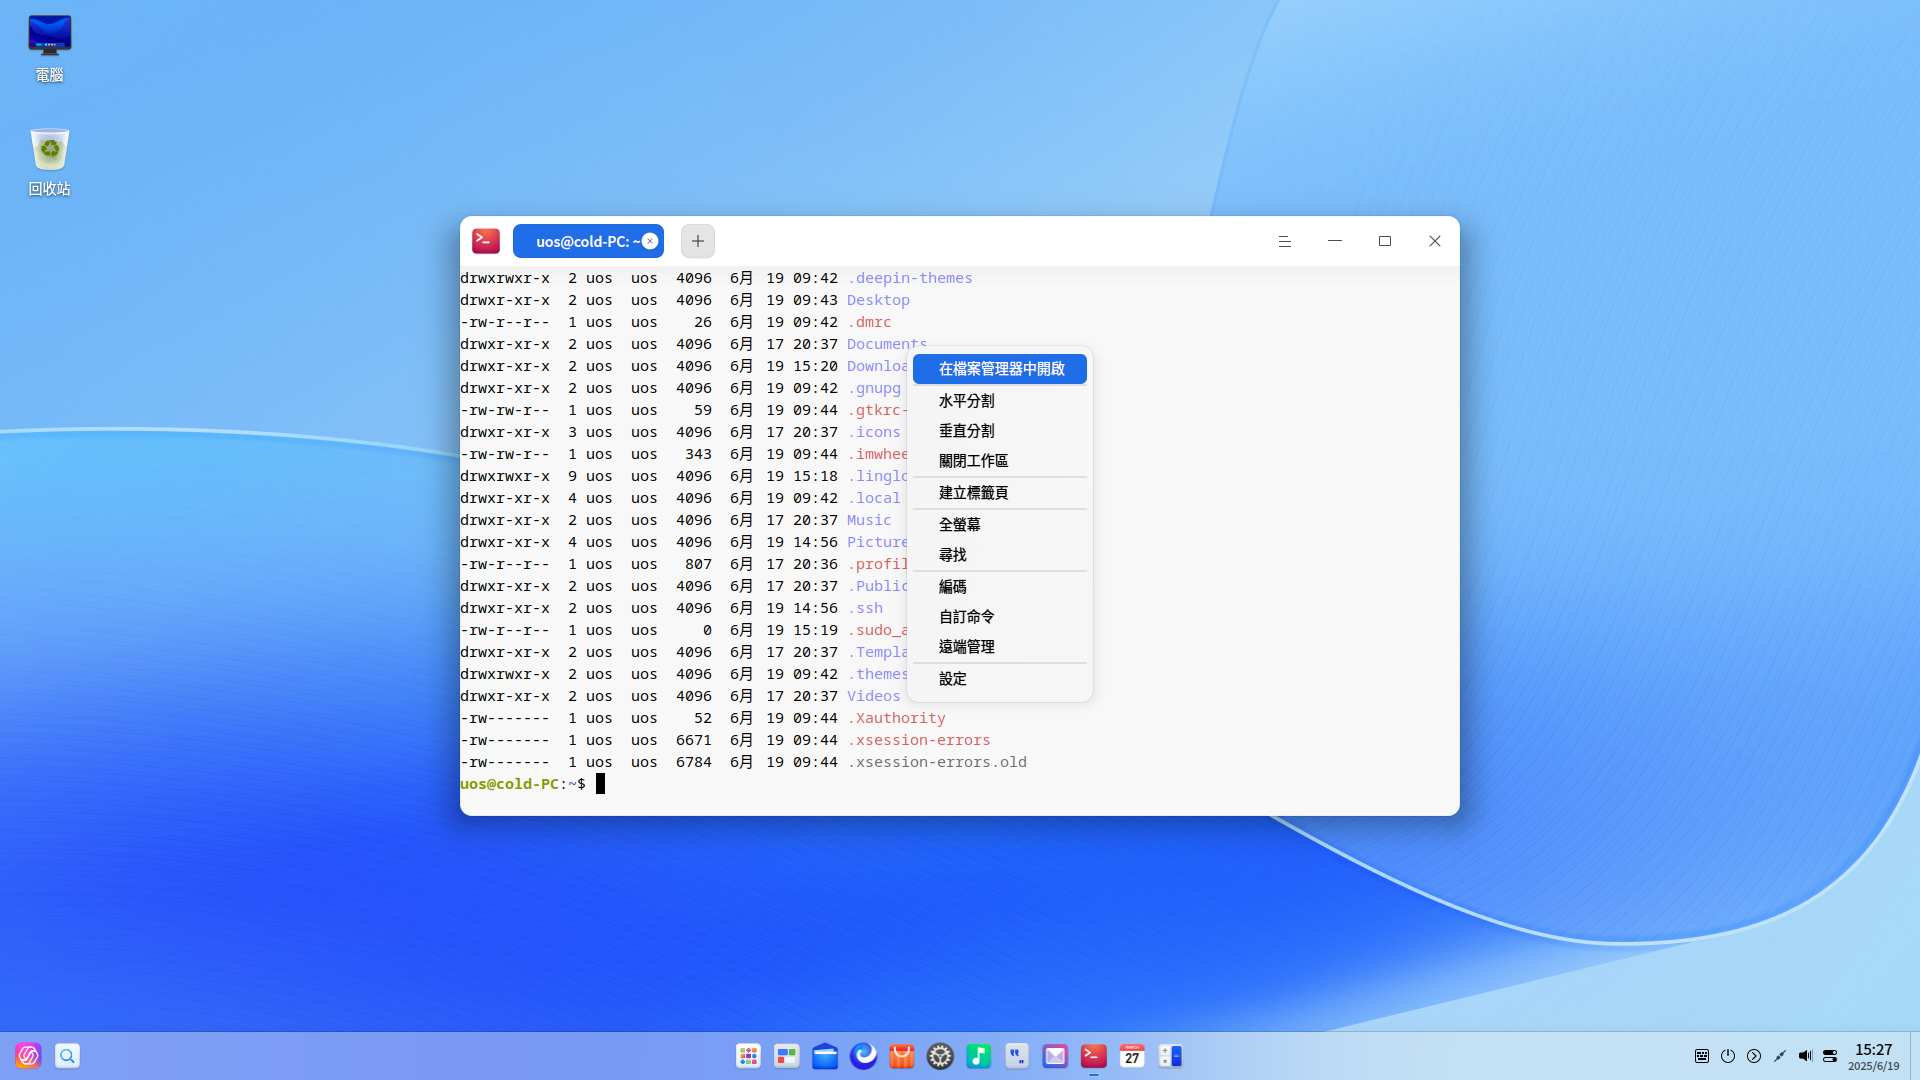 電腦
回收站
uos@cold-PC: ~
drwxrwxr-x  2 uos  uos  4096  6月  19 09:42 .deepin-themes
drwxr-xr-x  2 uos  uos  4096  6月  19 09:43 Desktop
-rw-r--r--  1 uos  uos    26  6月  19 09:42 .dmrc
drwxr-xr-x  2 uos  uos  4096  6月  17 20:37 Documents
drwxr-xr-x  2 uos  uos  4096  6月  19 15:20 Downloa
drwxr-xr-x  2 uos  uos  4096  6月  19 09:42 .gnupg
-rw-rw-r--  1 uos  uos    59  6月  19 09:44 .gtkrc-
drwxr-xr-x  3 uos  uos  4096  6月  17 20:37 .icons
-rw-rw-r--  1 uos  uos   343  6月  19 09:44 .imwhee
drwxrwxr-x  9 uos  uos  4096  6月  19 15:18 .linglo
drwxr-xr-x  4 uos  uos  4096  6月  19 09:42 .local
drwxr-xr-x  2 uos  uos  4096  6月  17 20:37 Music
drwxr-xr-x  4 uos  uos  4096  6月  19 14:56 Picture
-rw-r--r--  1 uos  uos   807  6月  17 20:36 .profil
drwxr-xr-x  2 uos  uos  4096  6月  17 20:37 .Public
drwxr-xr-x  2 uos  uos  4096  6月  19 14:56 .ssh
-rw-r--r--  1 uos  uos     0  6月  19 15:19 .sudo_a
drwxr-xr-x  2 uos  uos  4096  6月  17 20:37 .Templa
drwxrwxr-x  2 uos  uos  4096  6月  19 09:42 .themes
drwxr-xr-x  2 uos  uos  4096  6月  17 20:37 Videos
-rw-------  1 uos  uos    52  6月  19 09:44 .Xauthority
-rw-------  1 uos  uos  6671  6月  19 09:44 .xsession-errors
-rw-------  1 uos  uos  6784  6月  19 09:44 .xsession-errors.old
uos@cold-PC:~$
在檔案管理器中開啟
水平分割
垂直分割
關閉工作區
建立標籤頁
全螢幕
尋找
編碼
自訂命令
遠端管理
設定
27
15:27
2025/6/19